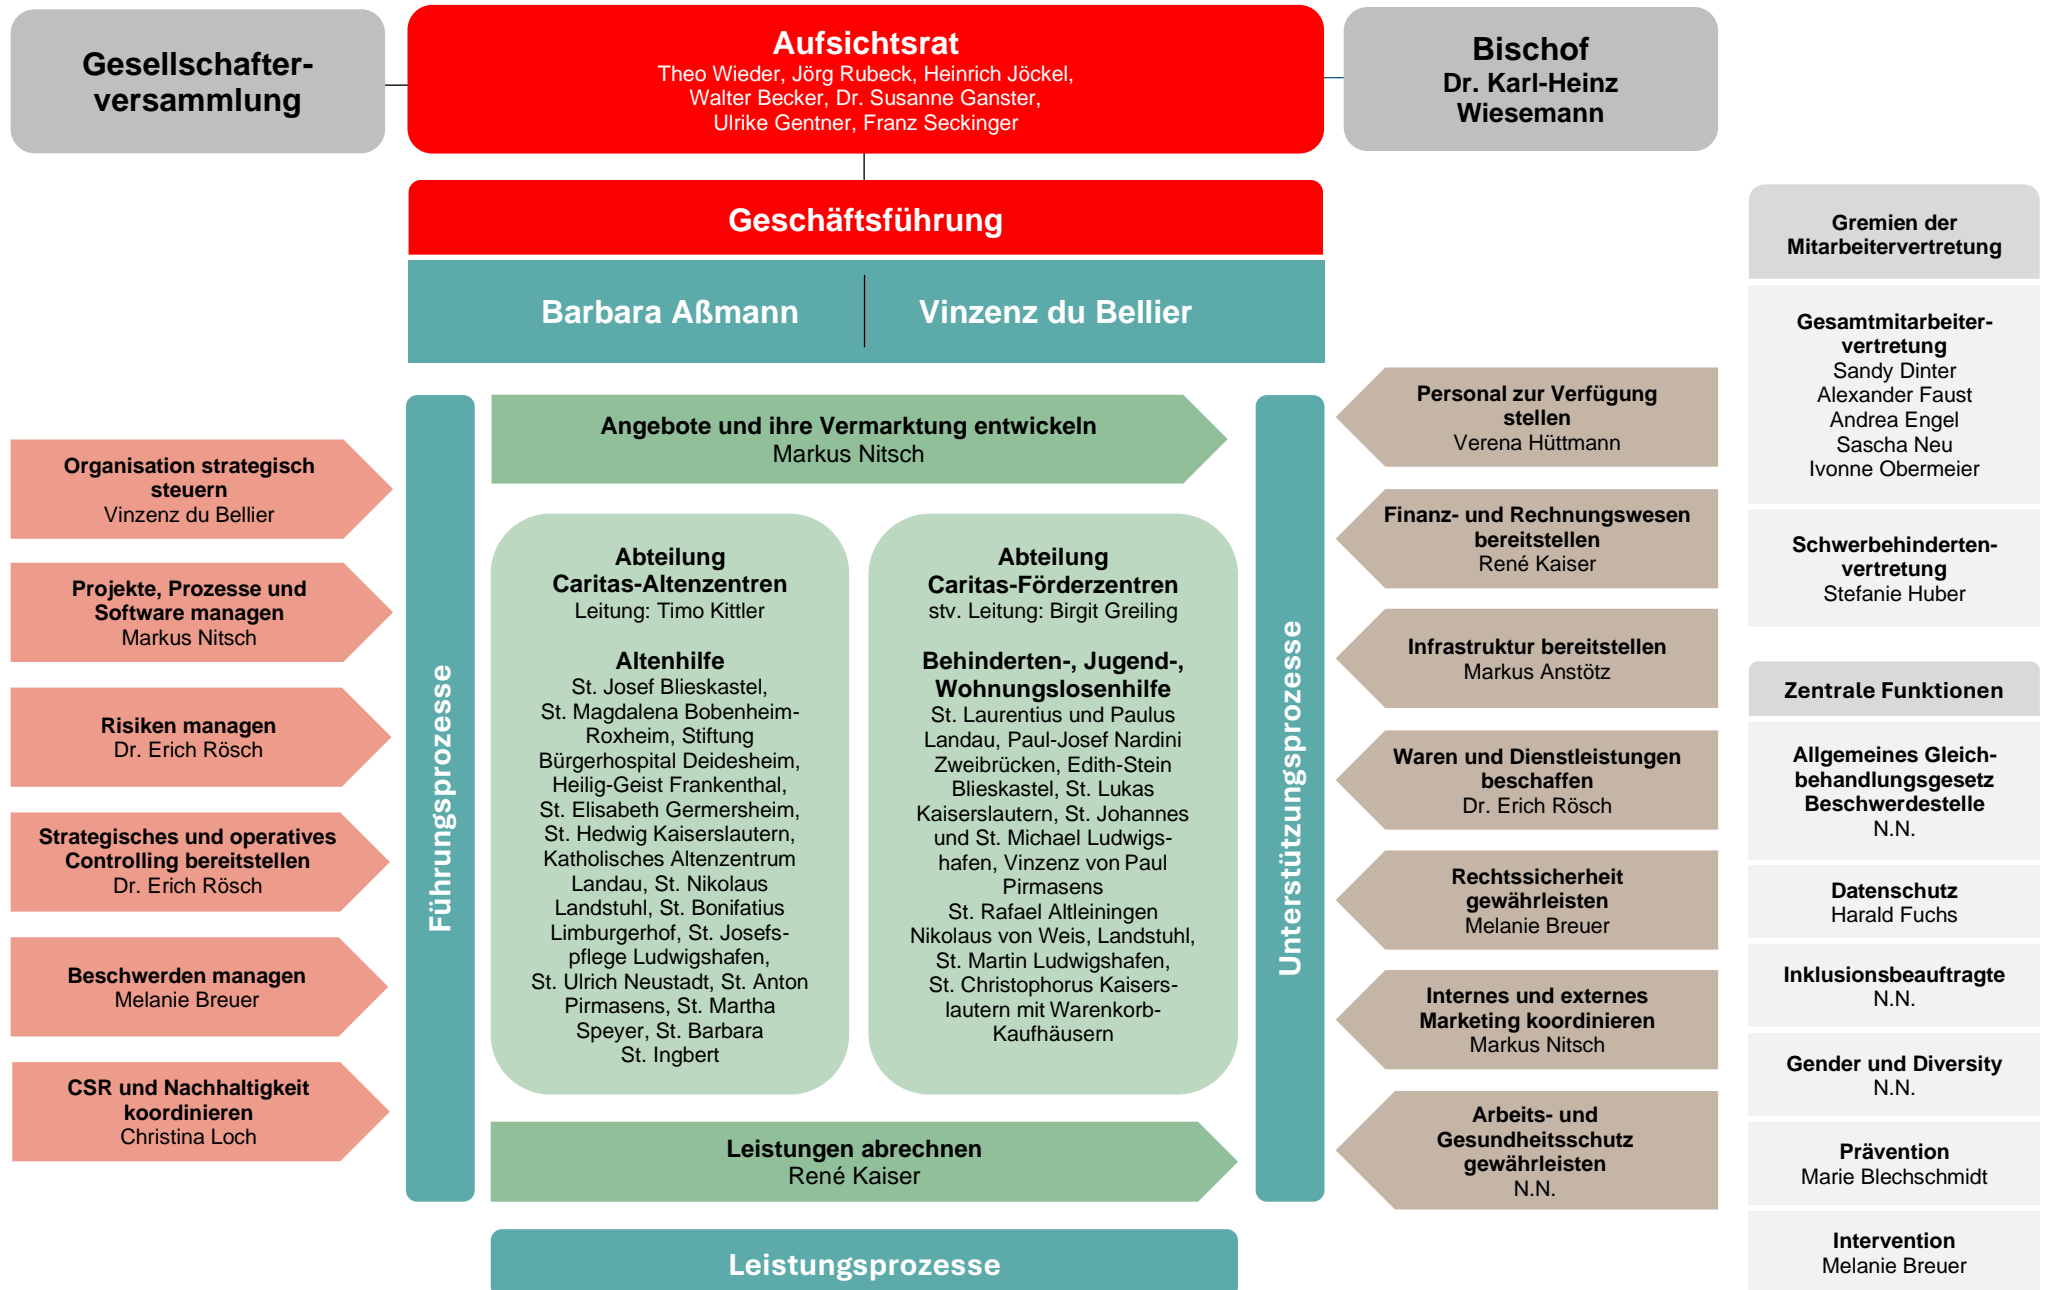 Gesellschafter-
versammlung
Aufsichtsrat
Theo Wieder, Jörg Rubeck, Heinrich Jöckel,
Walter Becker, Dr. Susanne Ganster,
Ulrike Gentner, Franz Seckinger
Bischof
Dr. Karl-Heinz
Wiesemann
Geschäftsführung
Barbara Aßmann
Vinzenz du Bellier
Führungsprozesse
Organisation strategisch
steuern
Vinzenz du Bellier
Projekte, Prozesse und
Software managen
Markus Nitsch
Risiken managen
Dr. Erich Rösch
Strategisches und operatives
Controlling bereitstellen
Dr. Erich Rösch
Beschwerden managen
Melanie Breuer
CSR und Nachhaltigkeit
koordinieren
Christina Loch
Angebote und ihre Vermarktung entwickeln
Markus Nitsch
Abteilung
Caritas-Altenzentren
Leitung: Timo Kittler
Altenhilfe
St. Josef Blieskastel,
St. Magdalena Bobenheim-
Roxheim, Stiftung
Bürgerhospital Deidesheim,
Heilig-Geist Frankenthal,
St. Elisabeth Germersheim,
St. Hedwig Kaiserslautern,
Katholisches Altenzentrum
Landau, St. Nikolaus
Landstuhl, St. Bonifatius
Limburgerhof, St. Josefs-
pflege Ludwigshafen,
St. Ulrich Neustadt, St. Anton
Pirmasens, St. Martha
Speyer, St. Barbara
St. Ingbert
Abteilung
Caritas-Förderzentren
stv. Leitung: Birgit Greiling
Behinderten-, Jugend-,
Wohnungslosenhilfe
St. Laurentius und Paulus
Landau, Paul-Josef Nardini
Zweibrücken, Edith-Stein
Blieskastel, St. Lukas
Kaiserslautern, St. Johannes
und St. Michael Ludwigs-
hafen, Vinzenz von Paul
Pirmasens
St. Rafael Altleiningen
Nikolaus von Weis, Landstuhl,
St. Martin Ludwigshafen,
St. Christophorus Kaisers-
lautern mit Warenkorb-
Kaufhäusern
Leistungen abrechnen
René Kaiser
Leistungsprozesse
Unterstützungsprozesse
Personal zur Verfügung
stellen
Verena Hüttmann
Finanz- und Rechnungswesen
bereitstellen
René Kaiser
Infrastruktur bereitstellen
Markus Anstötz
Waren und Dienstleistungen
beschaffen
Dr. Erich Rösch
Rechtssicherheit
gewährleisten
Melanie Breuer
Internes und externes
Marketing koordinieren
Markus Nitsch
Arbeits- und
Gesundheitsschutz
gewährleisten
N.N.
Gremien der
Mitarbeitervertretung
Gesamtmitarbeiter-
vertretung
Sandy Dinter
Alexander Faust
Andrea Engel
Sascha Neu
Ivonne Obermeier
Schwerbehinderten-
vertretung
Stefanie Huber
Zentrale Funktionen
Allgemeines Gleich-
behandlungsgesetz
Beschwerdestelle
N.N.
Datenschutz
Harald Fuchs
Inklusionsbeauftragte
N.N.
Gender und Diversity
N.N.
Prävention
Marie Blechschmidt
Intervention
Melanie Breuer